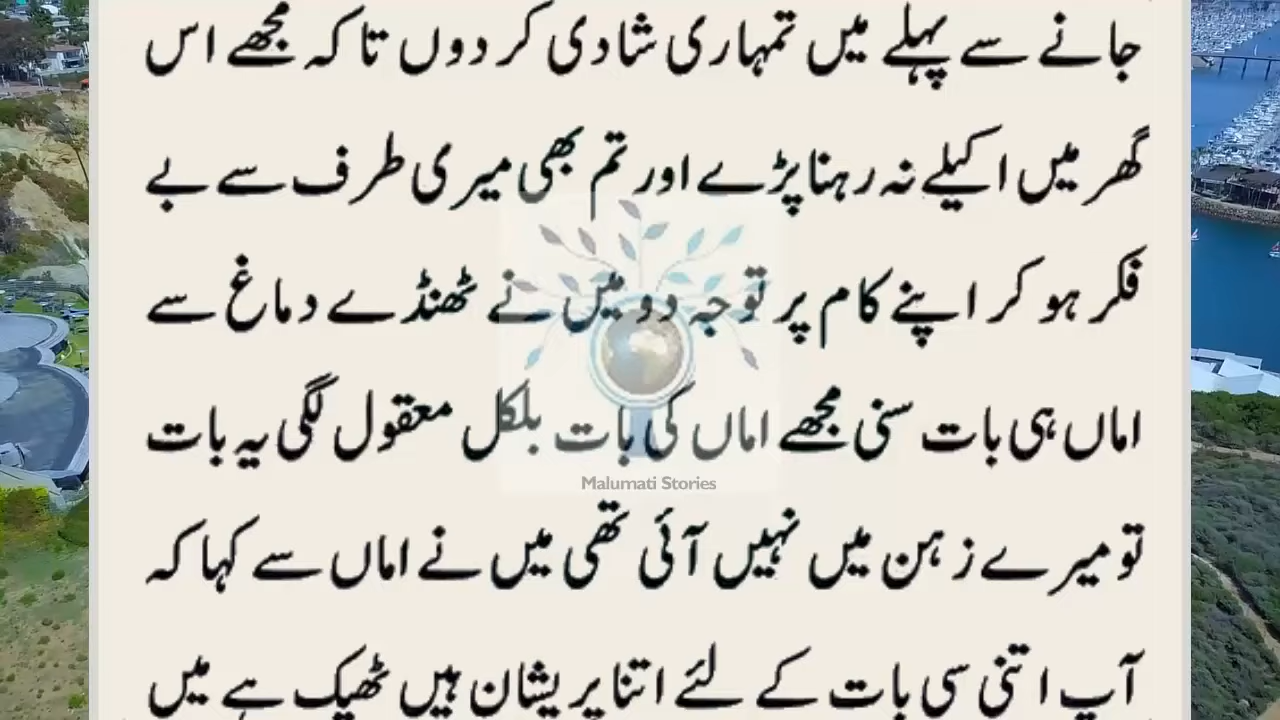 جانے سے پہلے میں تمہاری شادی کر دوں تا کہ مجھے اس
گھر میں اکیلے نہ رہنا پڑے اور تم بھی میری طرف سے بے
فکر ہو کر اپنے کام پر توجہ دو میں نے ٹھنڈے دماغ سے
اماں ہی بات سنی مجھے اماں کی بات بلکل معقول لگی یہ بات
تو میرے زہن میں نہیں آئی تھی میں نے اماں سے کہا کہ
آپ اتنی سی بات کے لئے اتنا پریشان ہیں ٹھیک ہے میں
Malumati Stories